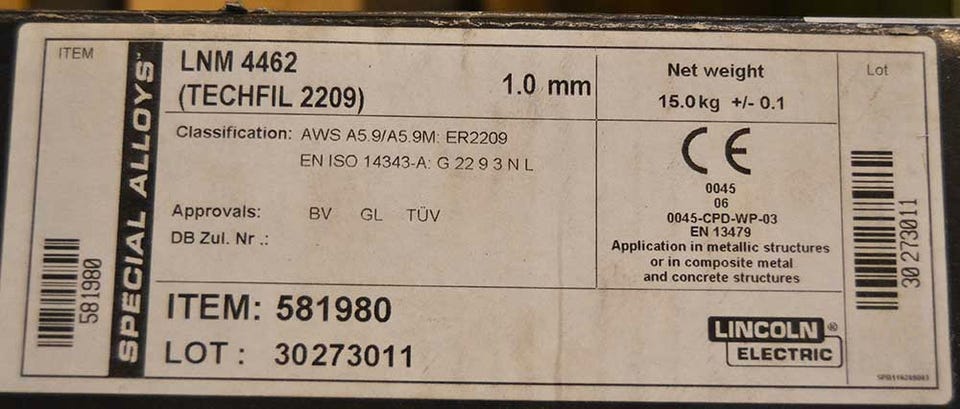 ITEM
581980
SPECIAL ALLOYS™
LNM 4462
(TECHFIL 2209)
1.0 mm
Classification: AWS A5.9/A5.9M: ER2209
EN ISO 14343-A: G 22 9 3 N L
Approvals: BV GL TÜV
DB Zul. Nr .:
ITEM: 581980
LOT : 30273011
Net weight
15.0kg +/- 0.1
CE
0045
06
0045-CPD-WP-03
EN 13479
Application in metallic structures
or in composite metal
and concrete structures
LINCOLN ®
ELECTRIC
Lot
30273011